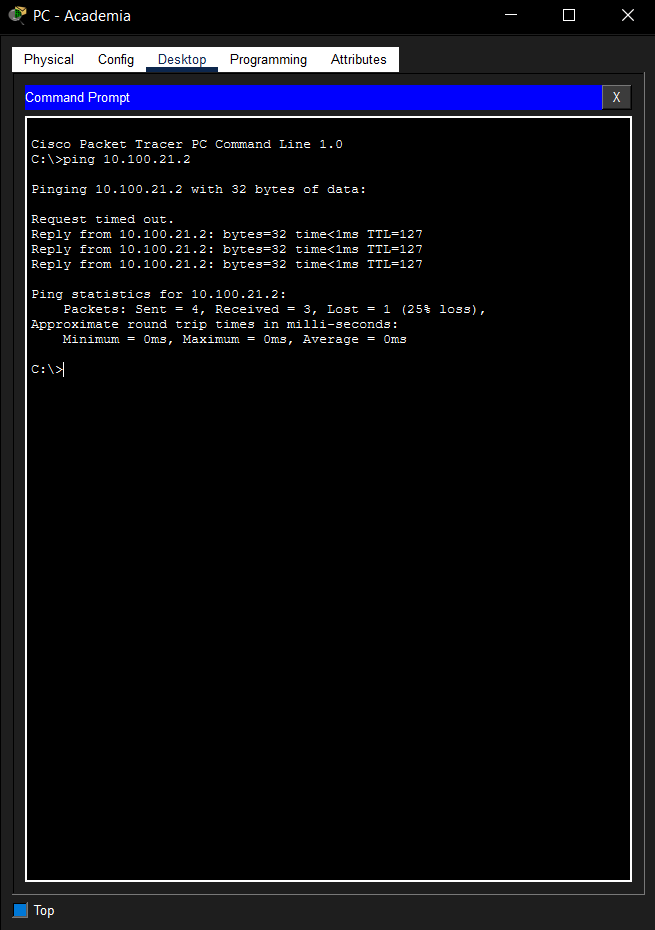 PC - Academia
Physical Config Desktop Programming Attributes
Command Prompt X
Cisco Packet Tracer PC Command Line 1.0
C:\>ping 10.100.21.2
Pinging 10.100.21.2 with 32 bytes of data:
Request timed out.
Reply from 10.100.21.2: bytes=32 time<1ms TTL=127
Reply from 10.100.21.2: bytes=32 time<1ms TTL=127
Reply from 10.100.21.2: bytes=32 time<1ms TTL=127
Ping statistics for 10.100.21.2:
Packets: Sent = 4, Received = 3, Lost = 1 (25% loss),
Approximate round trip times in milli-seconds:
Minimum = 0ms, Maximum = 0ms, Average = 0ms
C:\>
Top